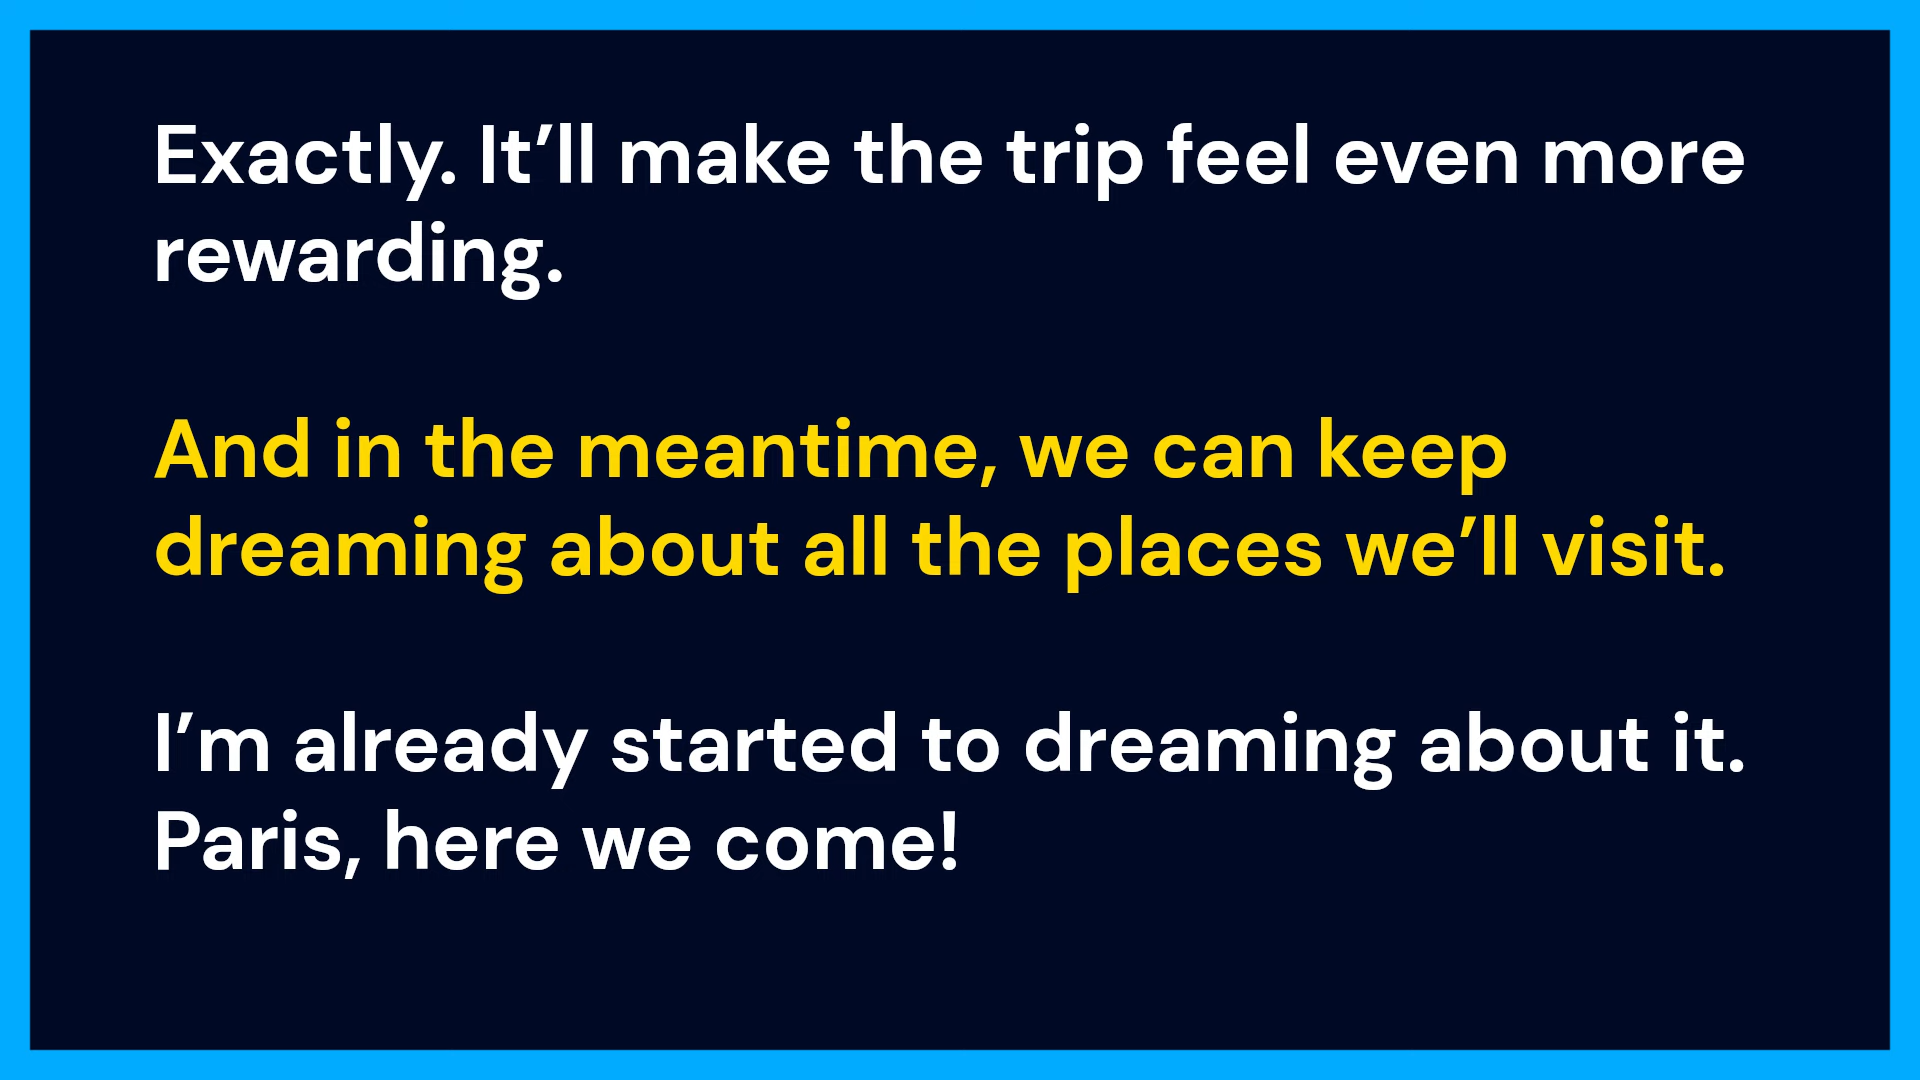 Exactly. It’ll make the trip feel even more
rewarding.
And in the meantime, we can keep
dreaming about all the places we’ll visit.
I’m already started to dreaming about it.
Paris, here we come!